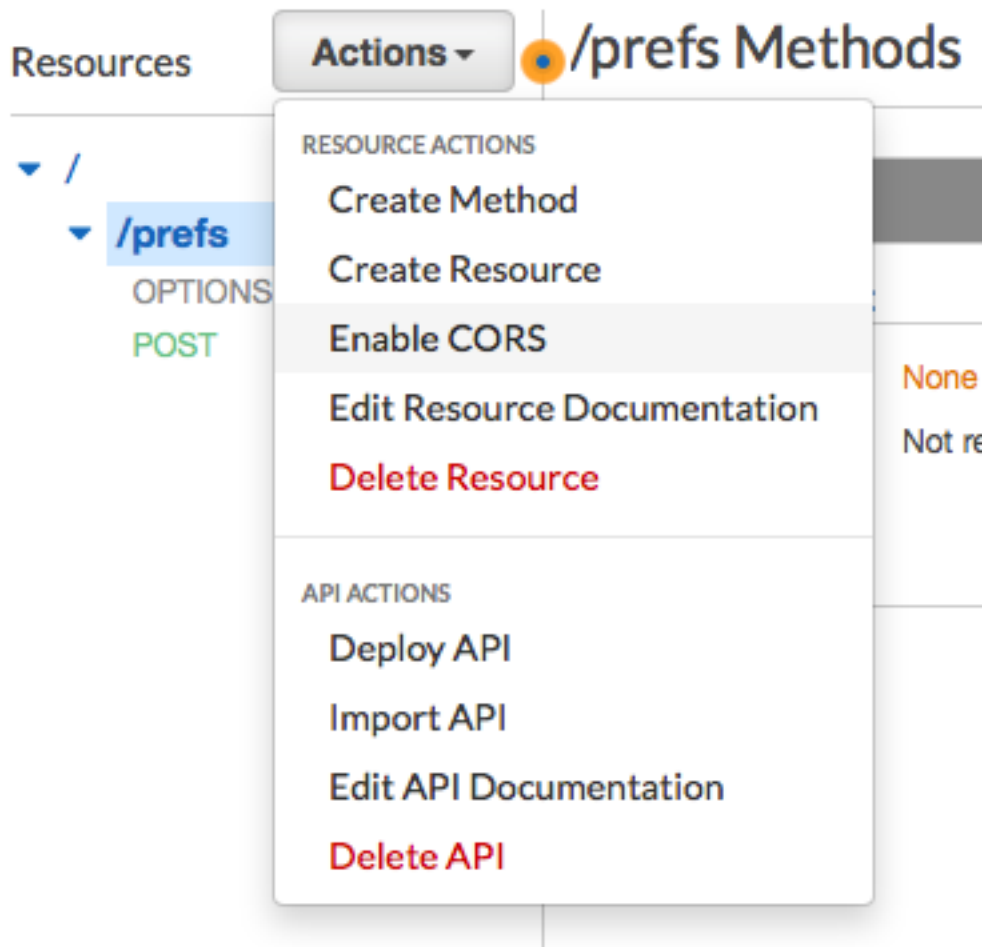 Resources
Actions
/prefs Methods
/
/prefs
OPTIONS
POST
RESOURCE ACTIONS
Create Method
Create Resource
Enable CORS
Edit Resource Documentation
Delete Resource
API ACTIONS
Deploy API
Import API
Edit API Documentation
Delete API
None
Not